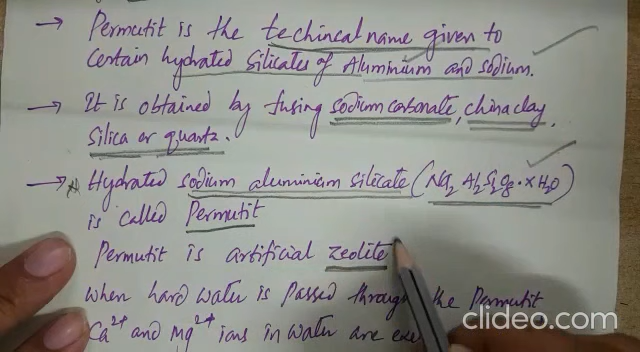 → Permutit is the techincal name given to
certain hydrated silicates of Aluminium and sodium.
→ It is obtained by fusing sodium carbonate, china clay,
silica or quartz.
→ Hydrated sodium aluminium silicate (Na2 Al2Si2O8.xH2O)
is called Permutit
Permutit is artificial zeolite
When hard water is passed through the Permutit
Ca2+ and Mg2+ ions in water are
clideo.com